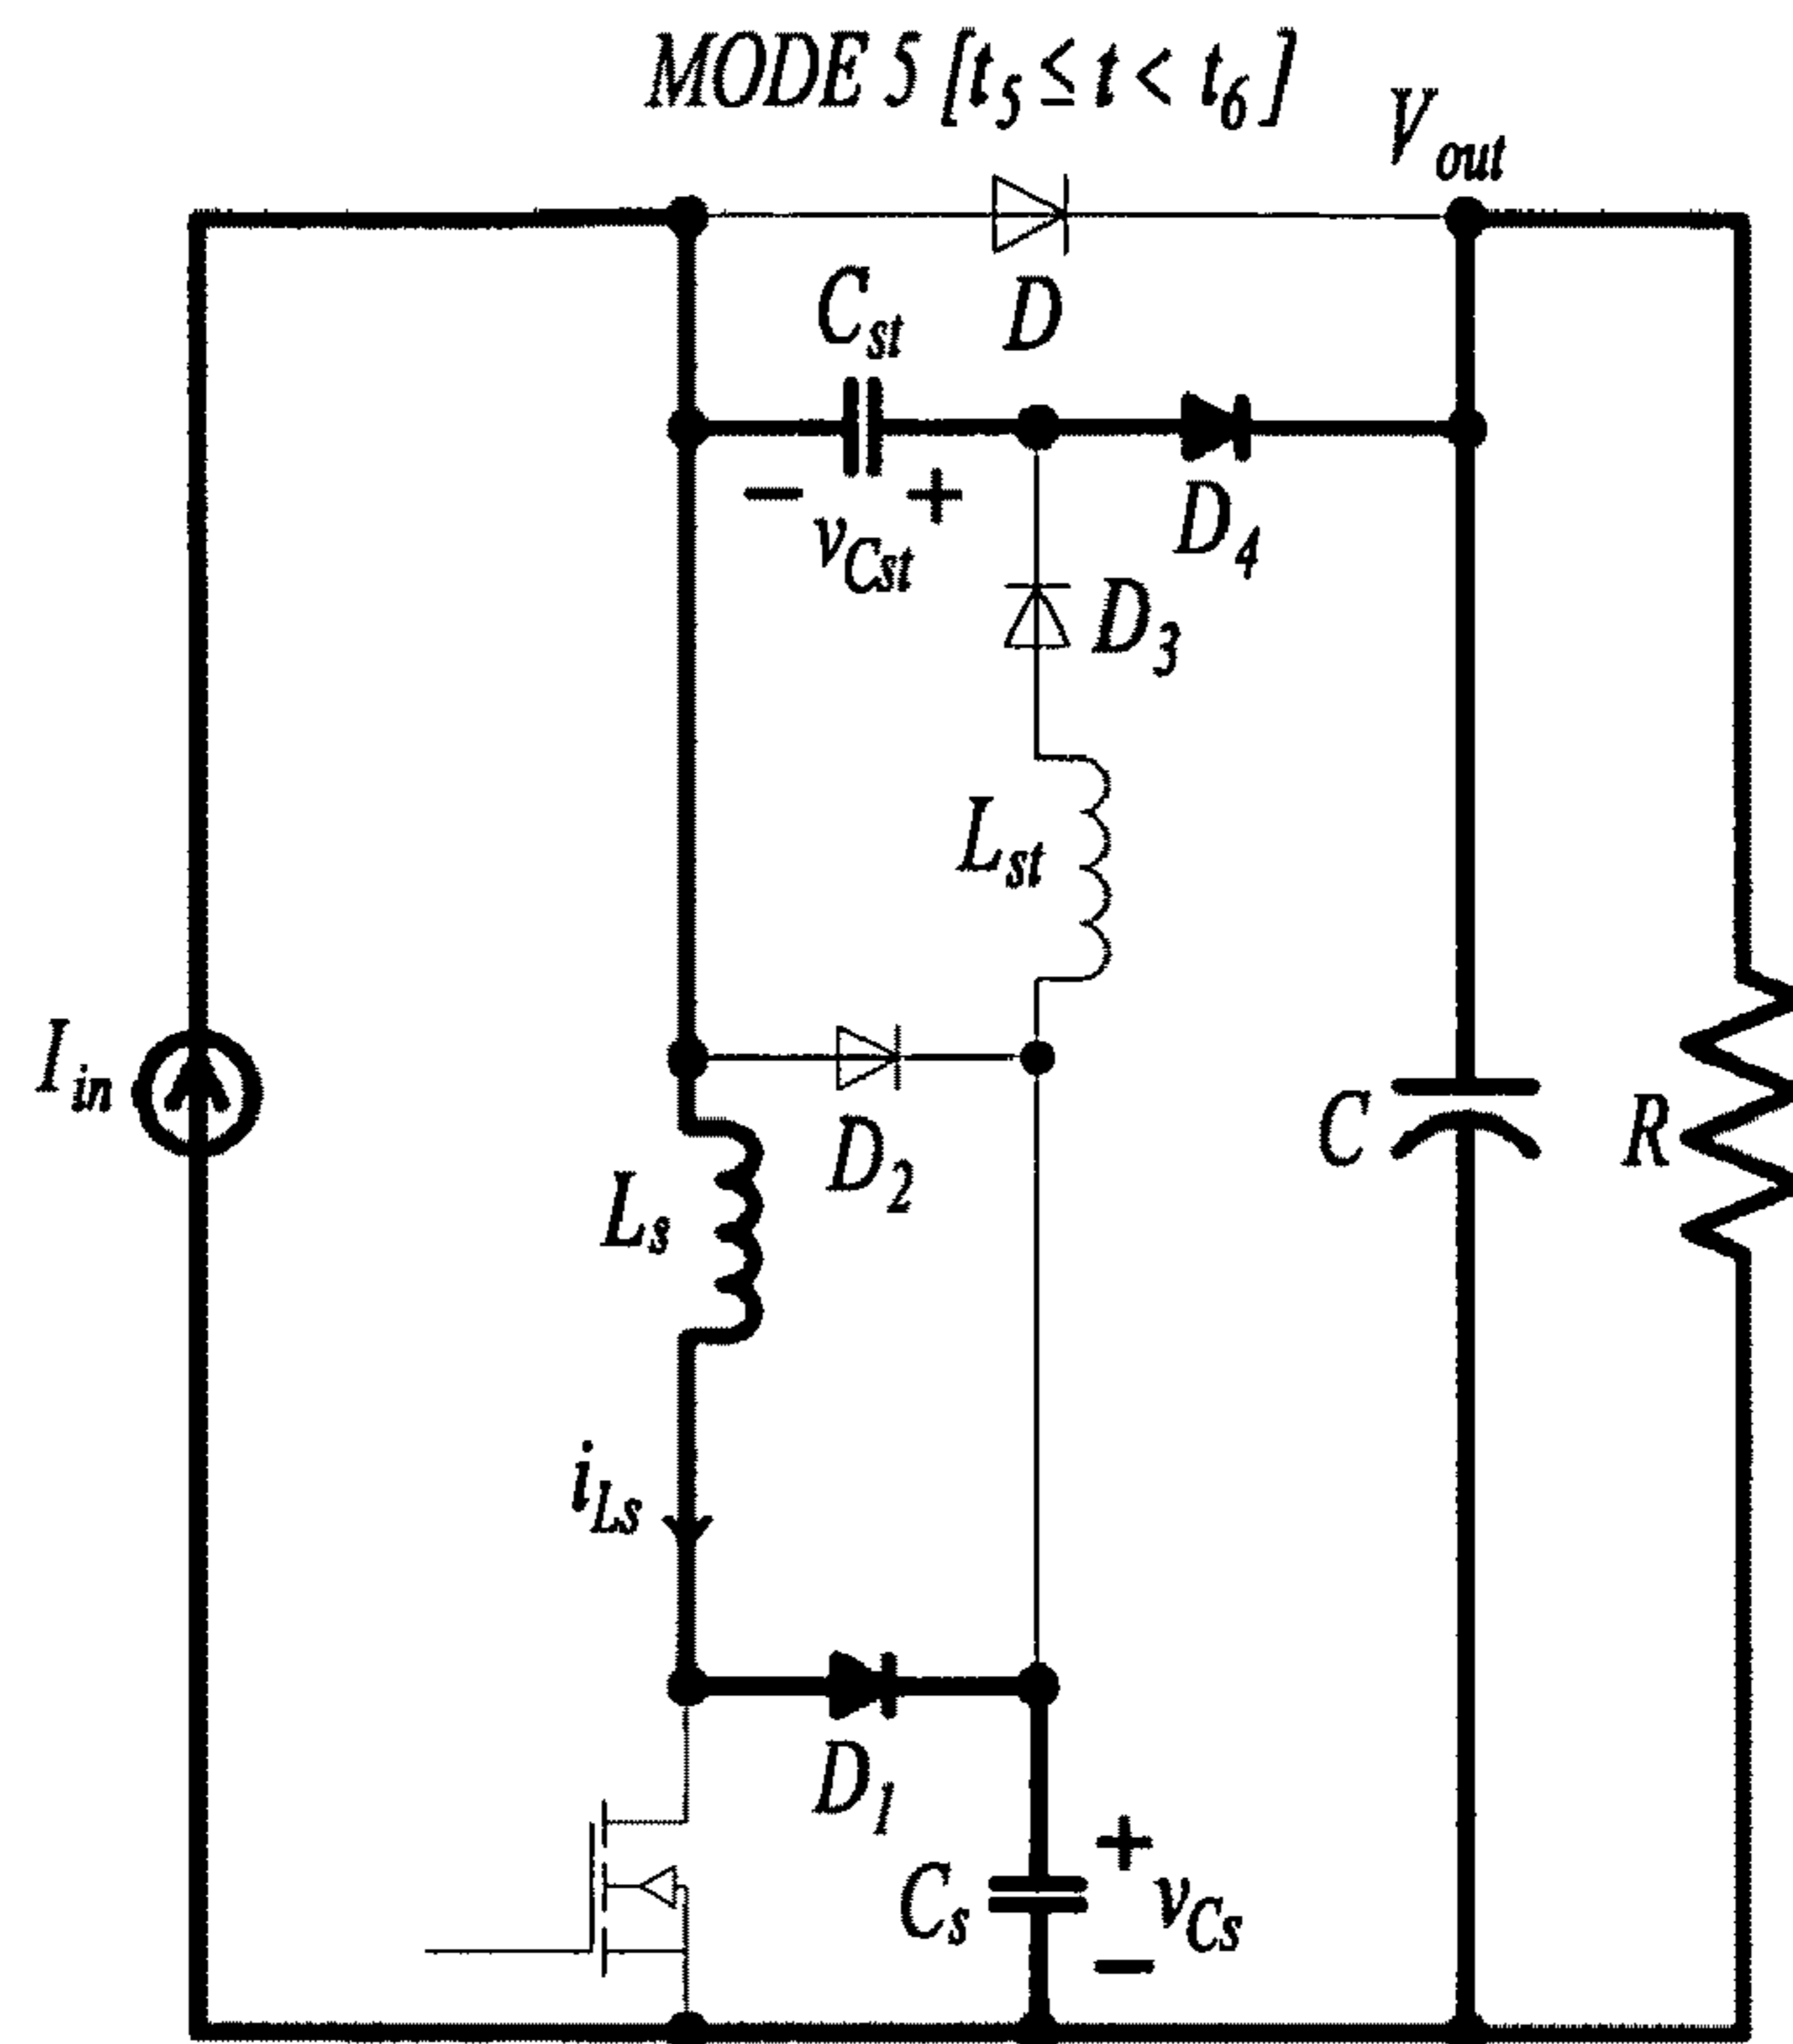 MODE 5 [t5 ≤ t < t6]
Vout
Cst
D
− +
vCst
D4
D3
Lst
Iin
D2
Ls
C
R
iLs
D1
+
Cs
vCs
−